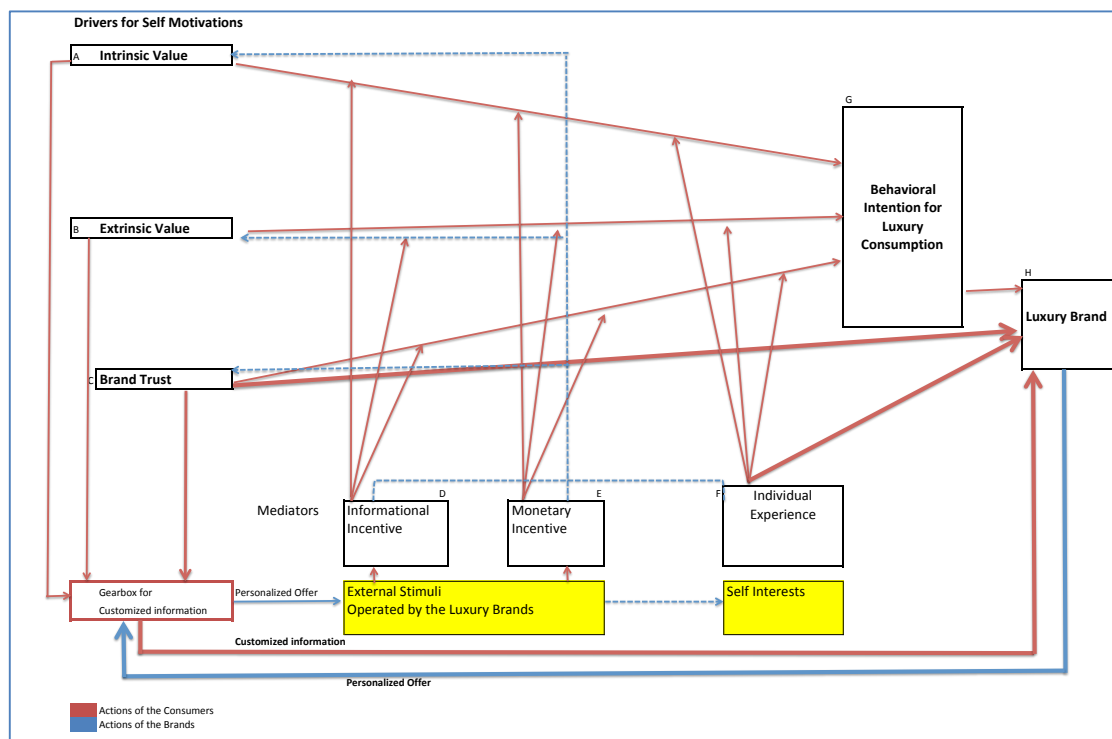 Drivers for Self Motivations
A Intrinsic Value
G
Behavioral
Intention for
Luxury
Consumption
B Extrinsic Value
H
Luxury Brand
C Brand Trust
Mediators
D
Informational
Incentive
E
Monetary
Incentive
F
Individual
Experience
Gearbox for
Customized information
Personalized Offer
External Stimuli
Operated by the Luxury Brands
Self Interests
Customized information
Personalized Offer
Actions of the Consumers
Actions of the Brands